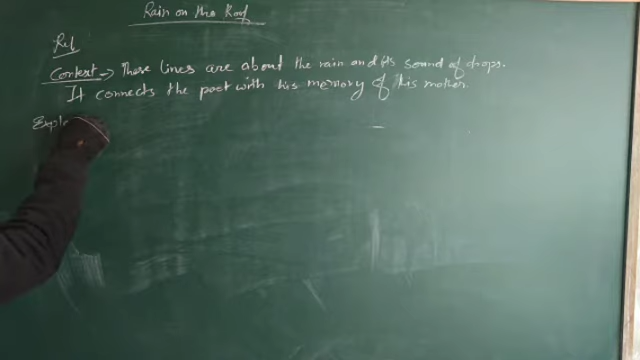 Rain on the Roof
Ref
Context → These lines are about the rain and its sound of drops.
It connects the poet with his memory of his mother.
Expla